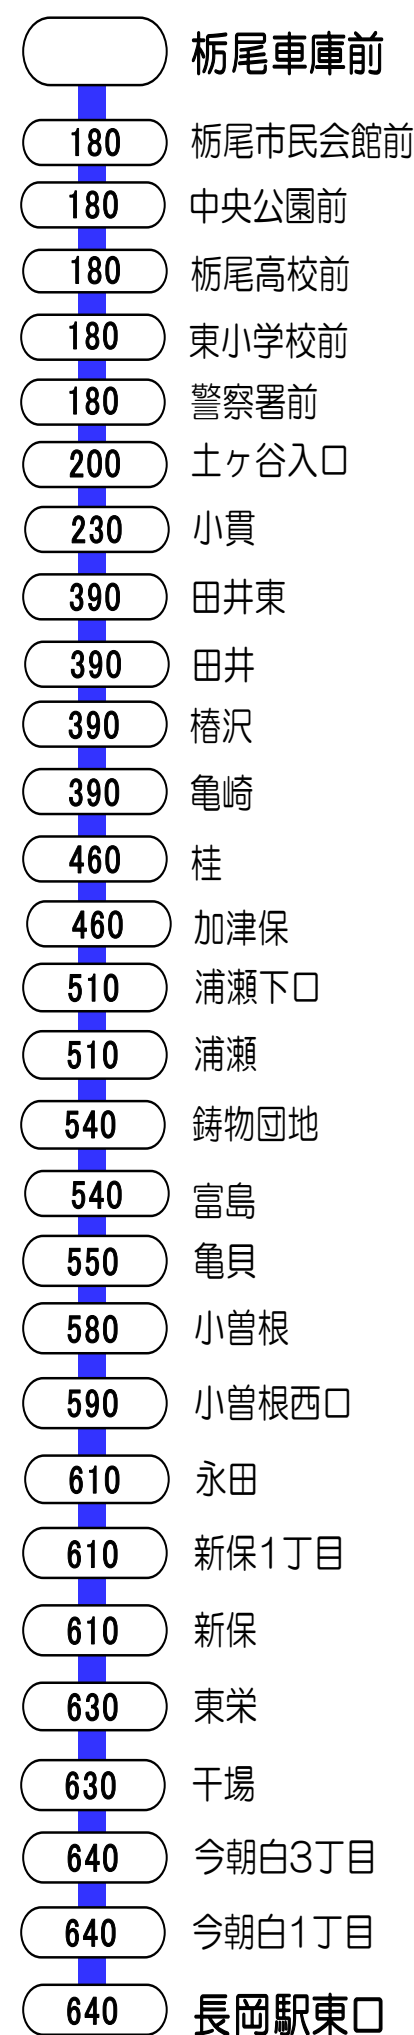 栃尾車庫前
180 栃尾市民会館前
180 中央公園前
180 栃尾高校前
180 東小学校前
180 警察署前
200 土ヶ谷入口
230 小貫
390 田井東
390 田井
390 椿沢
390 亀崎
460 桂
460 加津保
510 浦瀬下口
510 浦瀬
540 鋳物団地
540 富島
550 亀貝
580 小曽根
590 小曽根西口
610 永田
610 新保1丁目
610 新保
630 東栄
630 干場
640 今朝白3丁目
640 今朝白1丁目
640 長岡駅東口